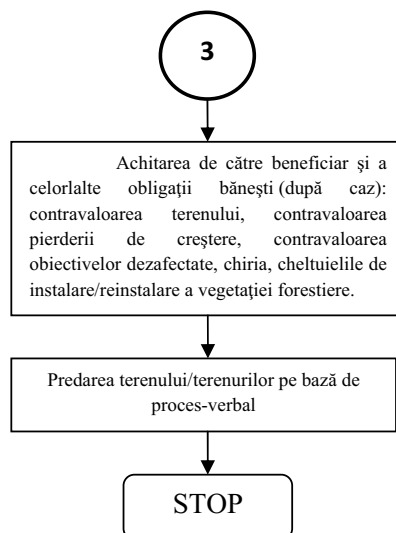 3
Achitarea de către beneficiar şi a
celorlalte obligaţii băneşti (după caz):
contravaloarea terenului, contravaloarea
pierderii de creştere, contravaloarea
obiectivelor dezafectate, chiria, cheltuielile de
instalare/reinstalare a vegetaţiei forestiere.
Predarea terenului/terenurilor pe bază de
proces-verbal
STOP